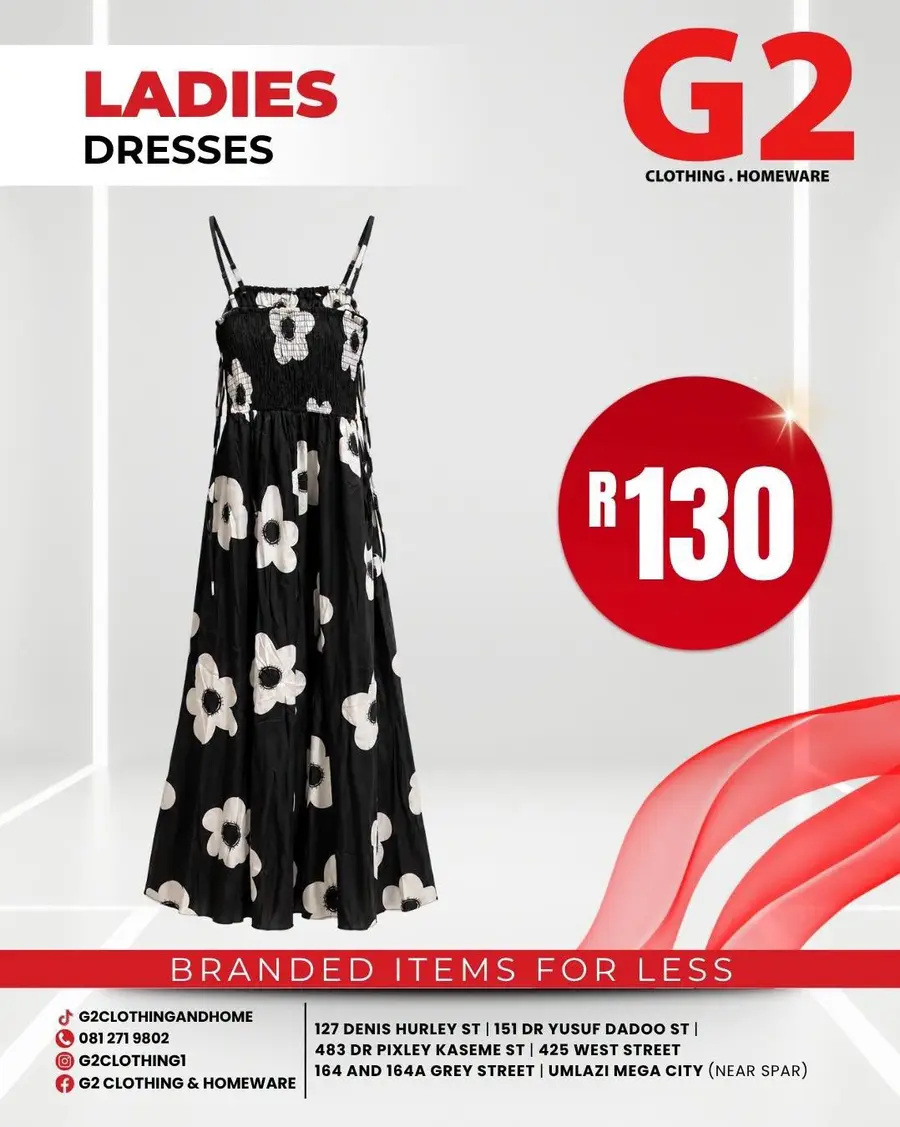 LADIES
DRESSES
G2
CLOTHING . HOMEWARE
R130
BRANDED ITEMS FOR LESS
G2CLOTHINGANDHOME
081 271 9802
G2CLOTHING1
G2 CLOTHING & HOMEWARE
127 DENIS HURLEY ST | 151 DR YUSUF DADOO ST |
483 DR PIXLEY KASEME ST | 425 WEST STREET
164 AND 164A GREY STREET | UMLAZI MEGA CITY (NEAR SPAR)